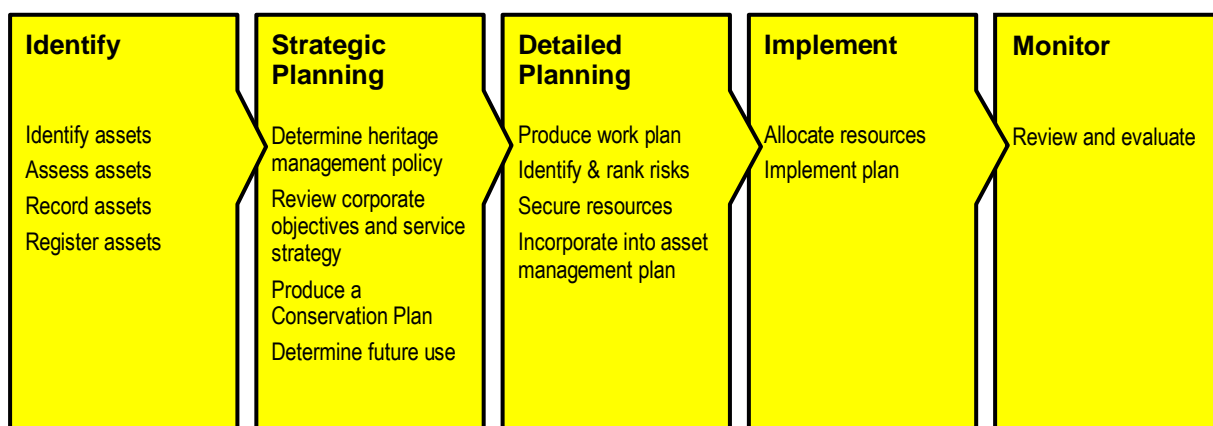 Identify
Identify assets
Assess assets
Record assets
Register assets
Strategic
Planning
Determine heritage
management policy
Review corporate
objectives and service
strategy
Produce a
Conservation Plan
Determine future use
Detailed
Planning
Produce work plan
Identify & rank risks
Secure resources
Incorporate into asset
management plan
Implement
Allocate resources
Implement plan
Monitor
Review and evaluate